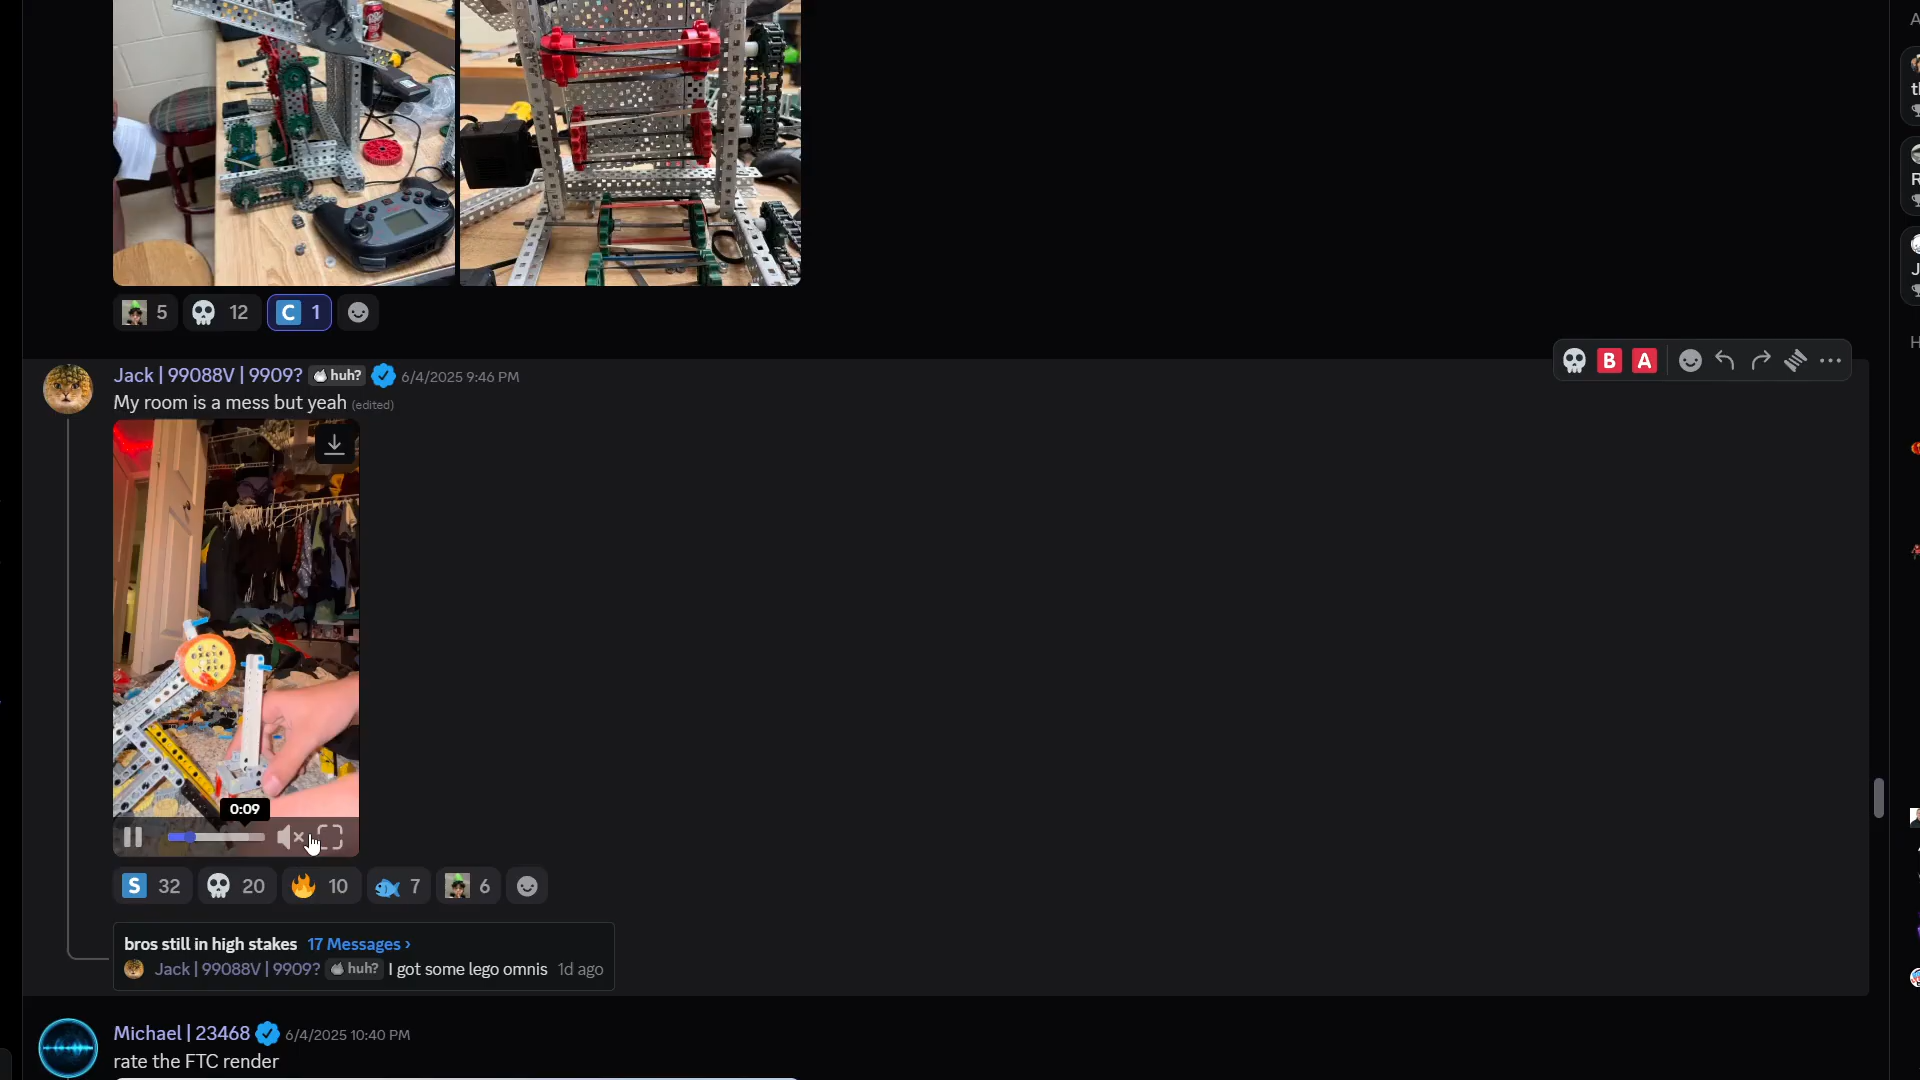 5 12 C 1
Jack | 99088V | 9909? huh? 6/4/2025 9:46 PM
B A
My room is a mess but yeah (edited)
0:09
S 32 20 10 7 6
bros still in high stakes 17 Messages ›
Jack | 99088V | 9909? huh? I got some lego omnis 1d ago
Michael | 23468 6/4/2025 10:40 PM
rate the FTC render